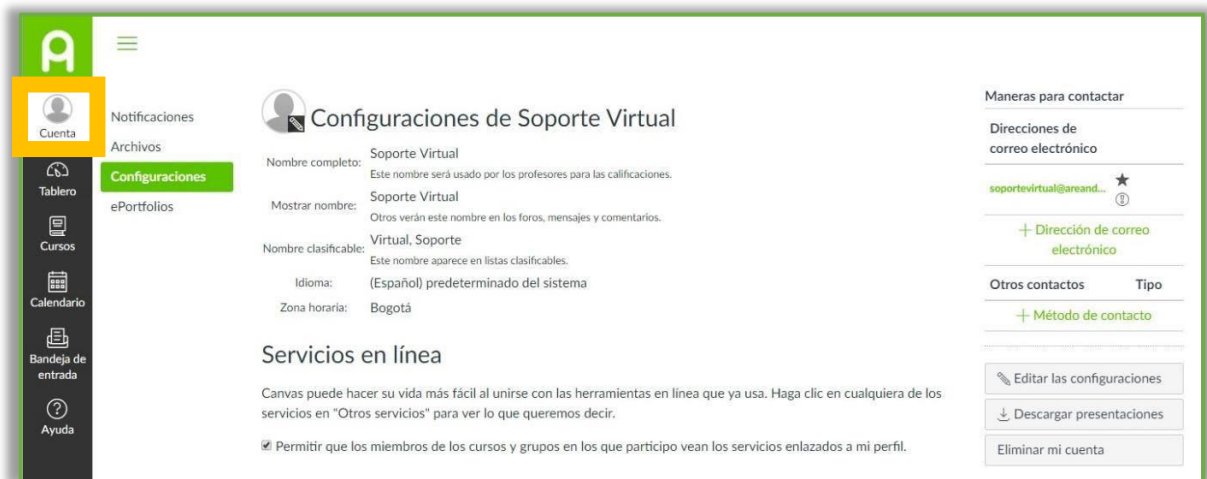 Cuenta
Tablero
Cursos
Calendario
Bandeja de
entrada
Ayuda
Notificaciones
Archivos
Configuraciones
ePortfolios
Configuraciones de Soporte Virtual
Nombre completo: Soporte Virtual
Este nombre será usado por los profesores para las calificaciones.
Mostrar nombre: Soporte Virtual
Otros verán este nombre en los foros, mensajes y comentarios.
Nombre clasificable: Virtual, Soporte
Este nombre aparece en listas clasificables.
Idioma: (Español) predeterminado del sistema
Zona horaria: Bogotá
Servicios en línea
Canvas puede hacer su vida más fácil al unirse con las herramientas en línea que ya usa. Haga clic en cualquiera de los
servicios en "Otros servicios" para ver lo que queremos decir.
Permitir que los miembros de los cursos y grupos en los que participo vean los servicios enlazados a mi perfil.
Maneras para contactar
Direcciones de
correo electrónico
soportevirtual@areand...
+ Dirección de correo
electrónico
Otros contactos Tipo
+ Método de contacto
Editar las configuraciones
Descargar presentaciones
Eliminar mi cuenta